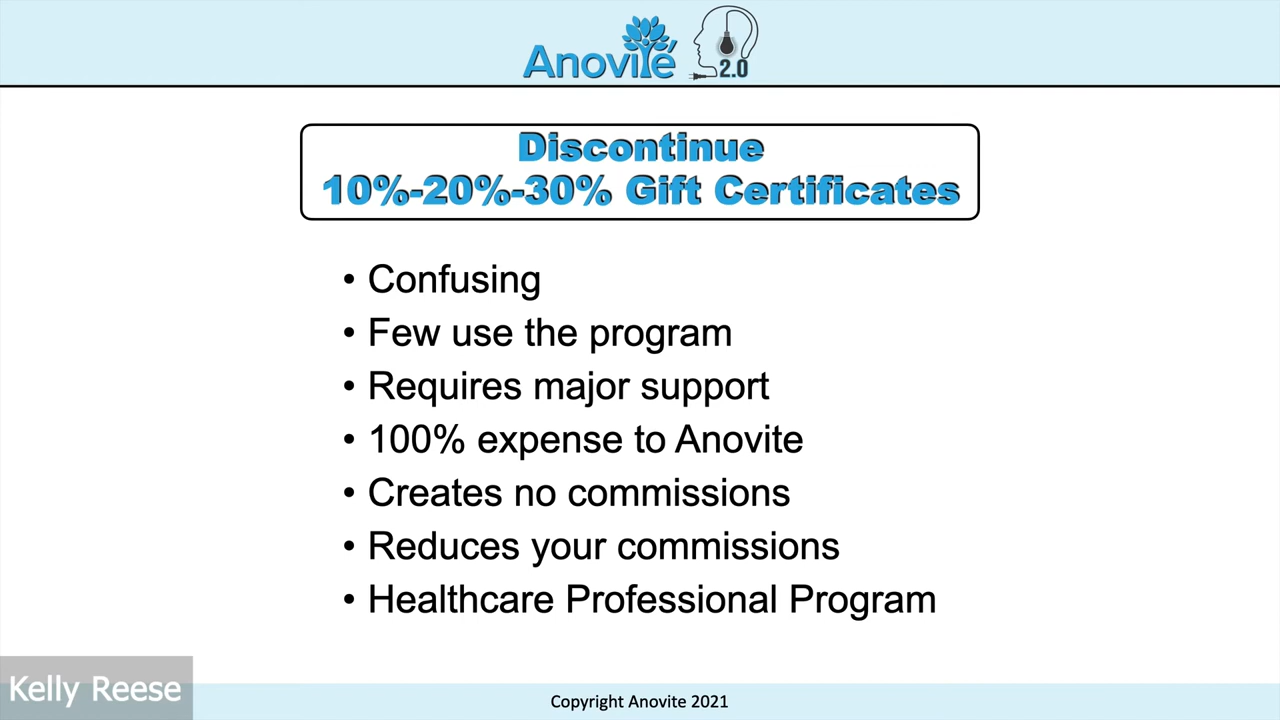 Anovite
2.0
Discontinue
10%-20%-30% Gift Certificates
• Confusing
• Few use the program
• Requires major support
• 100% expense to Anovite
• Creates no commissions
• Reduces your commissions
• Healthcare Professional Program
Kelly Reese
Copyright Anovite 2021